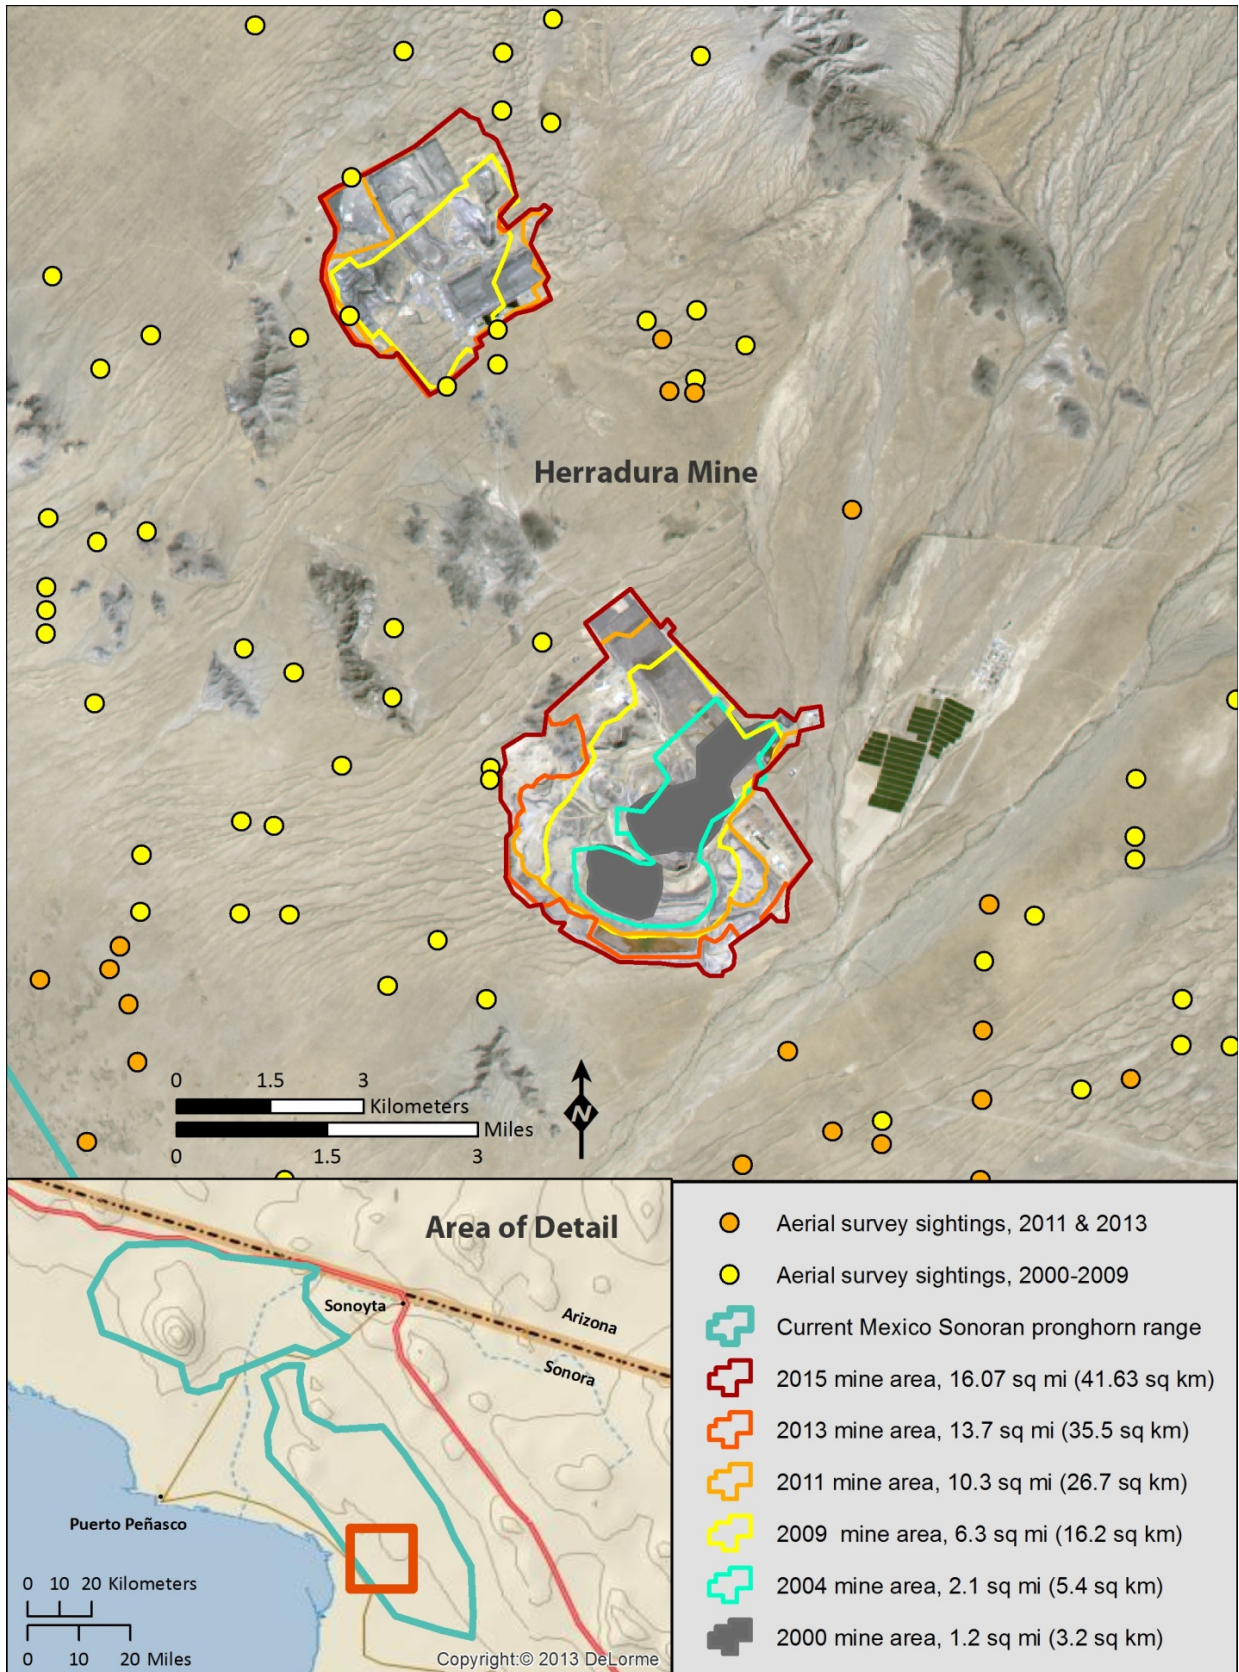 Herradura Mine
0 1.5 3
Kilometers
Miles
0 1.5 3
N
Area of Detail
Sonoyta
Arizona
Sonora
Puerto Peñasco
0 10 20 Kilometers
0 10 20 Miles
Copyright:© 2013 DeLorme
Aerial survey sightings, 2011 & 2013
Aerial survey sightings, 2000-2009
Current Mexico Sonoran pronghorn range
2015 mine area, 16.07 sq mi (41.63 sq km)
2013 mine area, 13.7 sq mi (35.5 sq km)
2011 mine area, 10.3 sq mi (26.7 sq km)
2009 mine area, 6.3 sq mi (16.2 sq km)
2004 mine area, 2.1 sq mi (5.4 sq km)
2000 mine area, 1.2 sq mi (3.2 sq km)